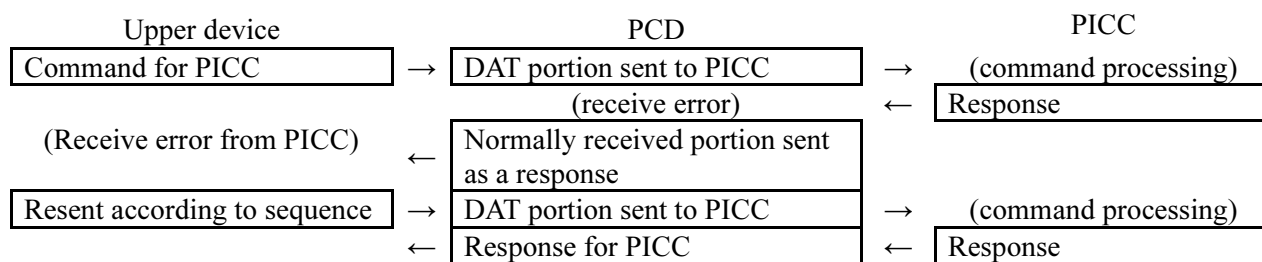 Upper device PCD PICC
Command for PICC → DAT portion sent to PICC → (command processing)
(receive error) ← Response
(Receive error from PICC) ← Normally received portion sent
as a response
Resent according to sequence → DAT portion sent to PICC → (command processing)
← Response for PICC ← Response